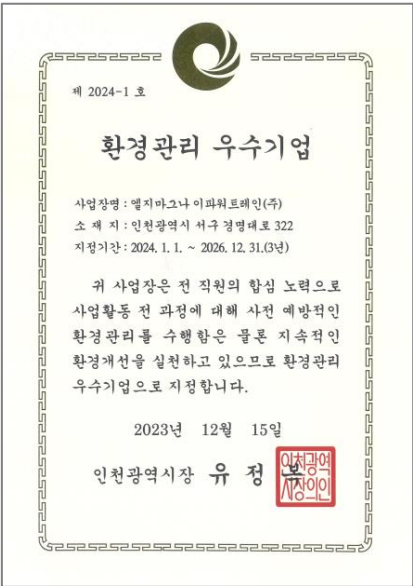 제 2024-1 호
환경관리 우수기업
사업장명 : 엘지마그나 이파워트레인(주)
소 재 지 : 인천광역시 서구 경명대로 322
지정기간 : 2024. 1. 1. ~ 2026. 12. 31.(3년)
귀 사업장은 전 직원의 합심 노력으로
사업활동 전 과정에 대해 사전 예방적인
환경관리를 수행함은 물론 지속적인
환경개선을 실천하고 있으므로 환경관리
우수기업으로 지정합니다.
2023년 12월 15일
인천광역시장 유 정 복
인천광역
시장의인